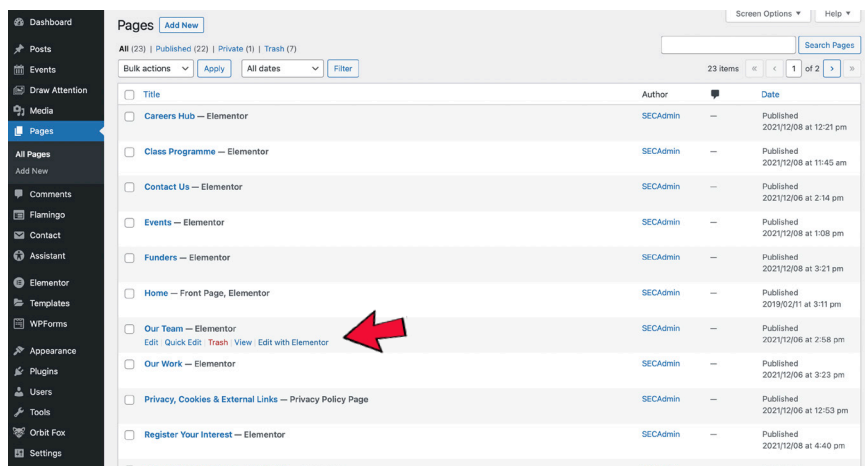 Screen Options ▼ Help ▼
Dashboard
Posts
Events
Draw Attention
Media
Pages
All Pages
Add New
Comments
Flamingo
Contact
Assistant
Elementor
Templates
WPForms
Appearance
Plugins
Users
Tools
Orbit Fox
Settings
Pages Add New
All (23) | Published (22) | Private (1) | Trash (7)
Search Pages
Bulk actions Apply All dates Filter 23 items « ‹ 1 of 2 › »
Title Author Date
Careers Hub — Elementor SECAdmin — Published
2021/12/08 at 12:21 pm
Class Programme — Elementor SECAdmin — Published
2021/12/08 at 11:45 am
Contact Us — Elementor SECAdmin — Published
2021/12/06 at 2:14 pm
Events — Elementor SECAdmin — Published
2021/12/08 at 1:08 pm
Funders — Elementor SECAdmin — Published
2021/12/08 at 3:21 pm
Home — Front Page, Elementor SECAdmin — Published
2019/02/11 at 3:11 pm
Our Team — Elementor SECAdmin — Published
Edit | Quick Edit | Trash | View | Edit with Elementor 2021/12/06 at 2:58 pm
Our Work — Elementor SECAdmin — Published
2021/12/06 at 3:23 pm
Privacy, Cookies & External Links — Privacy Policy Page SECAdmin — Published
2021/12/06 at 12:53 pm
Register Your Interest — Elementor SECAdmin — Published
2021/12/08 at 4:40 pm